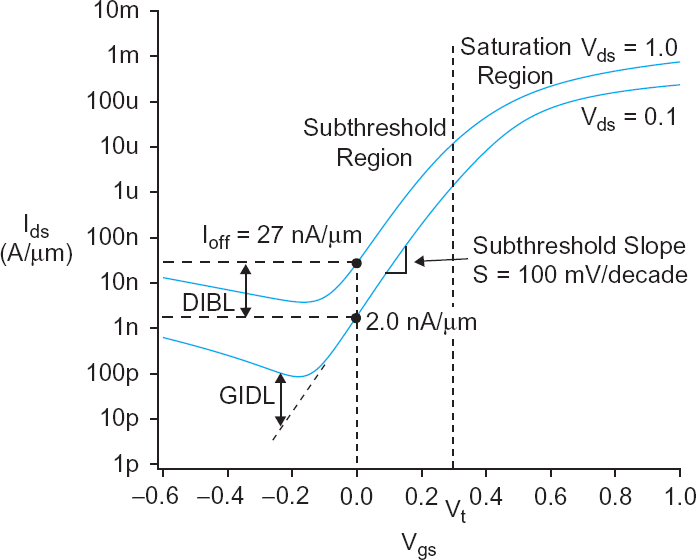 10m
1m
100u
10u
1u
100n
10n
1n
100p
10p
1p
I_ds
(A/μm)
Saturation
Region
V_ds = 1.0
V_ds = 0.1
Subthreshold
Region
I_off = 27 nA/μm
Subthreshold Slope
S = 100 mV/decade
DIBL
2.0 nA/μm
GIDL
–0.6 –0.4 –0.2 0.0 0.2 0.4 0.6 0.8 1.0
V_t
V_gs